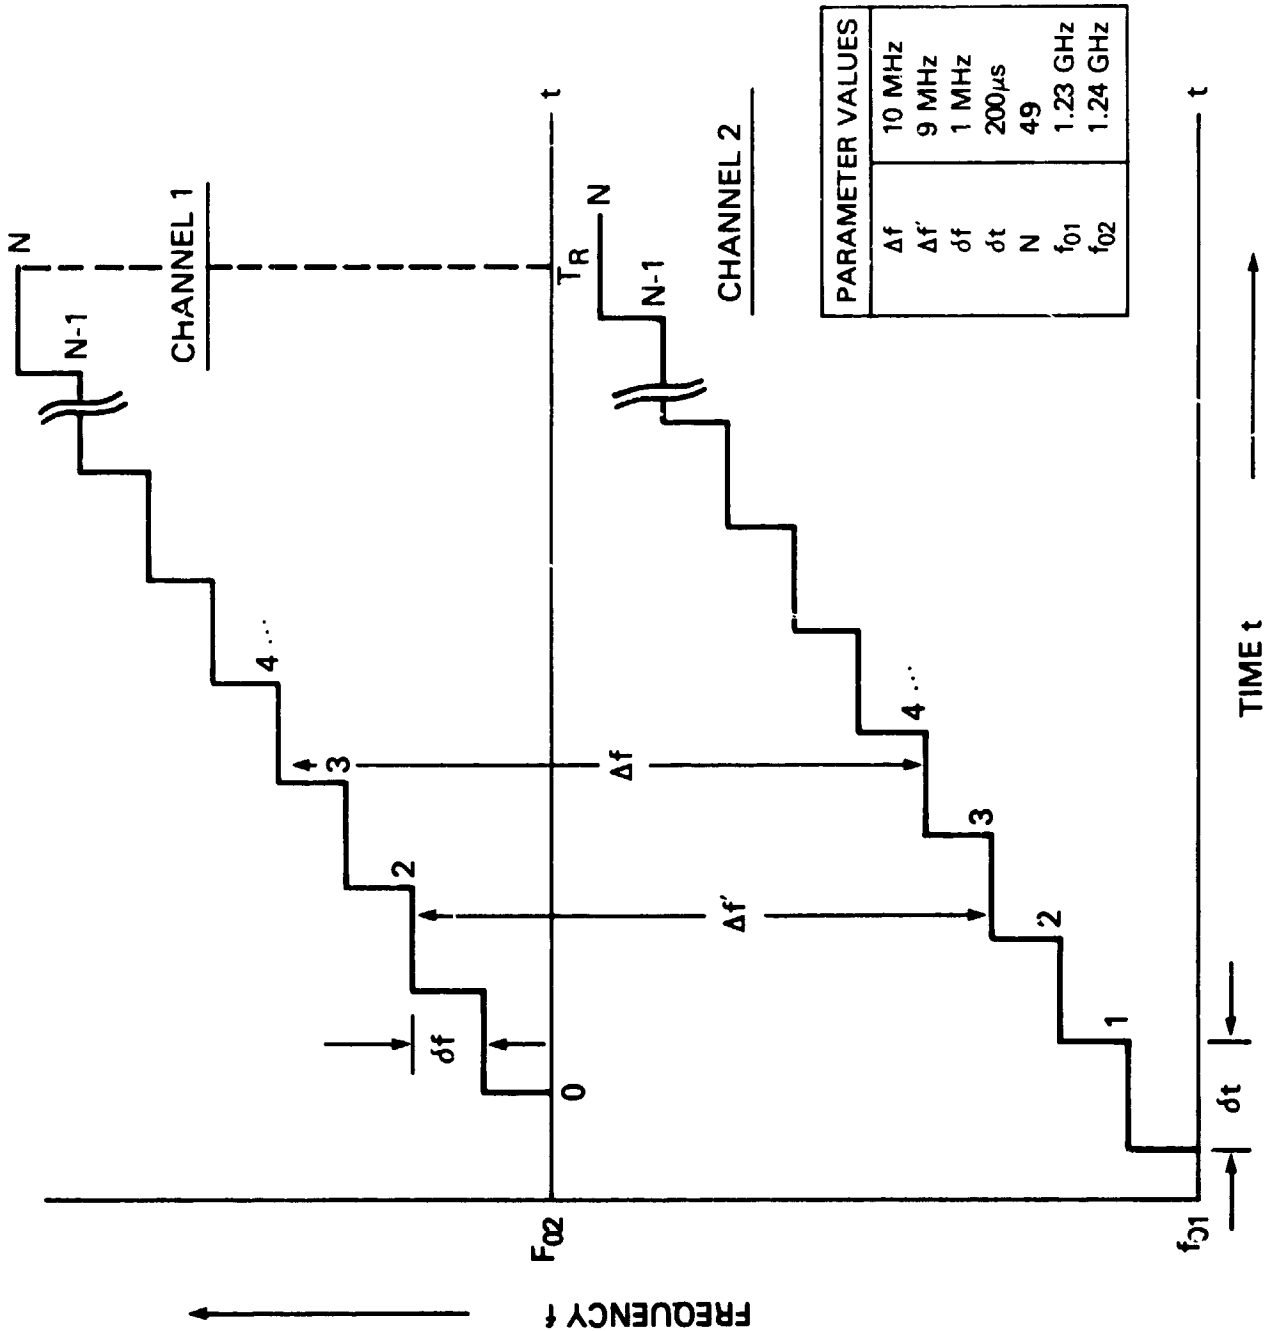 N
N-1
CHANNEL 1
4 ...
3
2
δf
0
F02
t
TR
Δf
Δf'
N
N-1
CHANNEL 2
4 ...
3
2
1
δt
f01
t
TIME t
FREQUENCY f
PARAMETER VALUES
Δf 10 MHz
Δf' 9 MHz
δf 1 MHz
δt 200μs
N 49
f01 1.23 GHz
f02 1.24 GHz